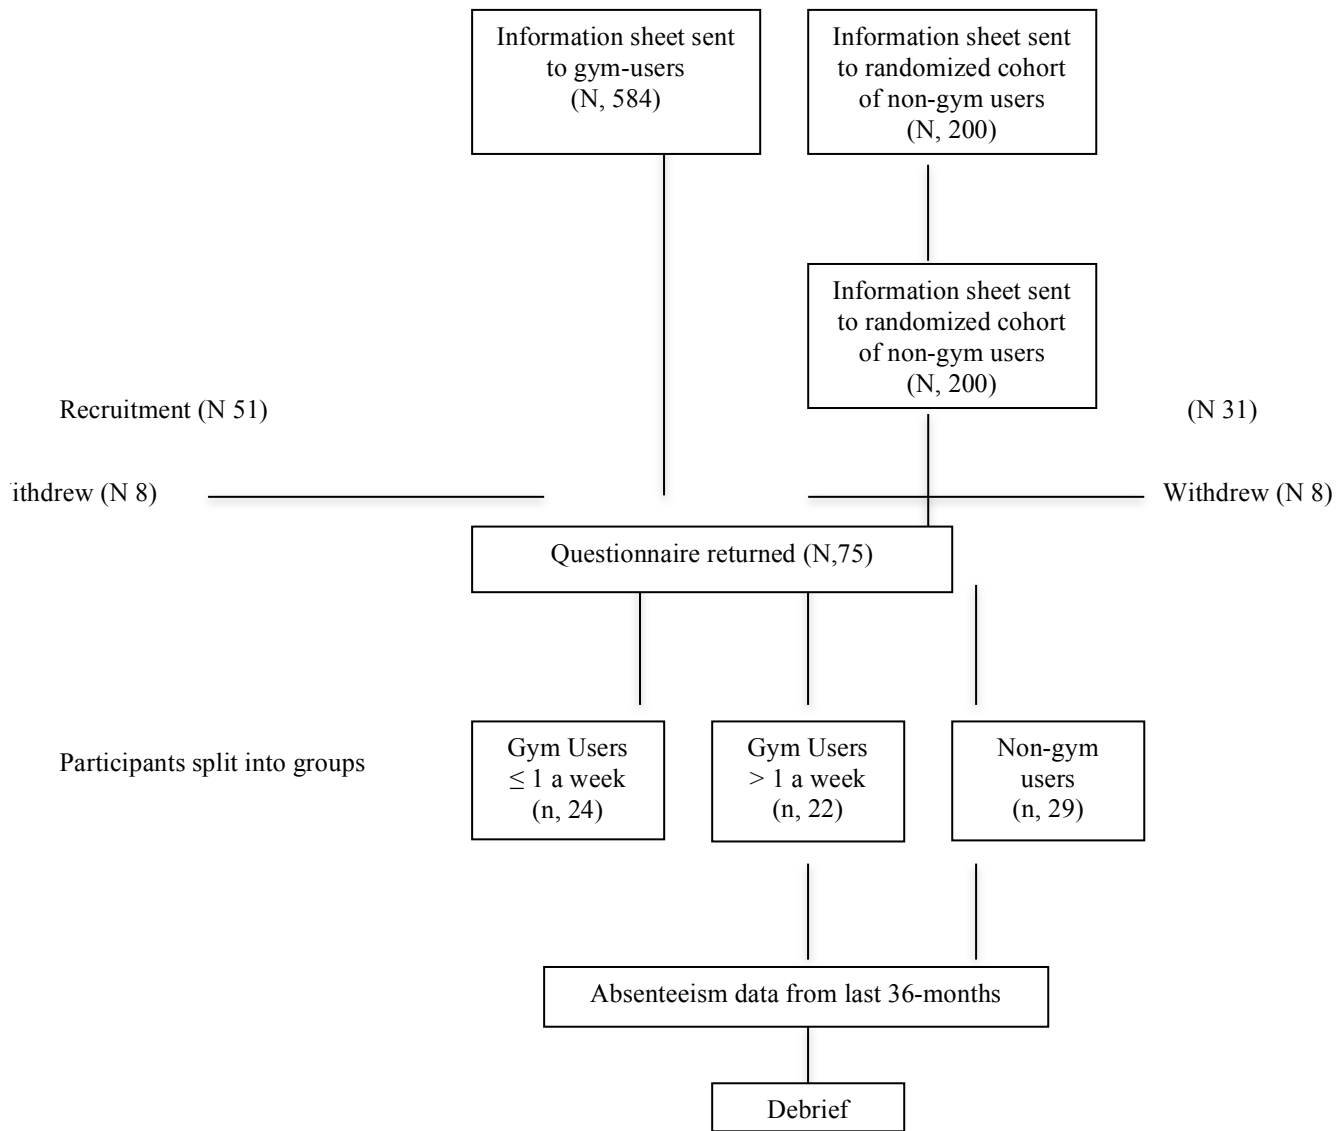 Information sheet sent
to gym-users
(N, 584)
Information sheet sent
to randomized cohort
of non-gym users
(N, 200)
Information sheet sent
to randomized cohort
of non-gym users
(N, 200)
Recruitment (N 51)
(N 31)
ithdrew (N 8)
Withdrew (N 8)
Questionnaire returned (N,75)
Participants split into groups
Gym Users
≤ 1 a week
(n, 24)
Gym Users
> 1 a week
(n, 22)
Non-gym
users
(n, 29)
Absenteeism data from last 36-months
Debrief